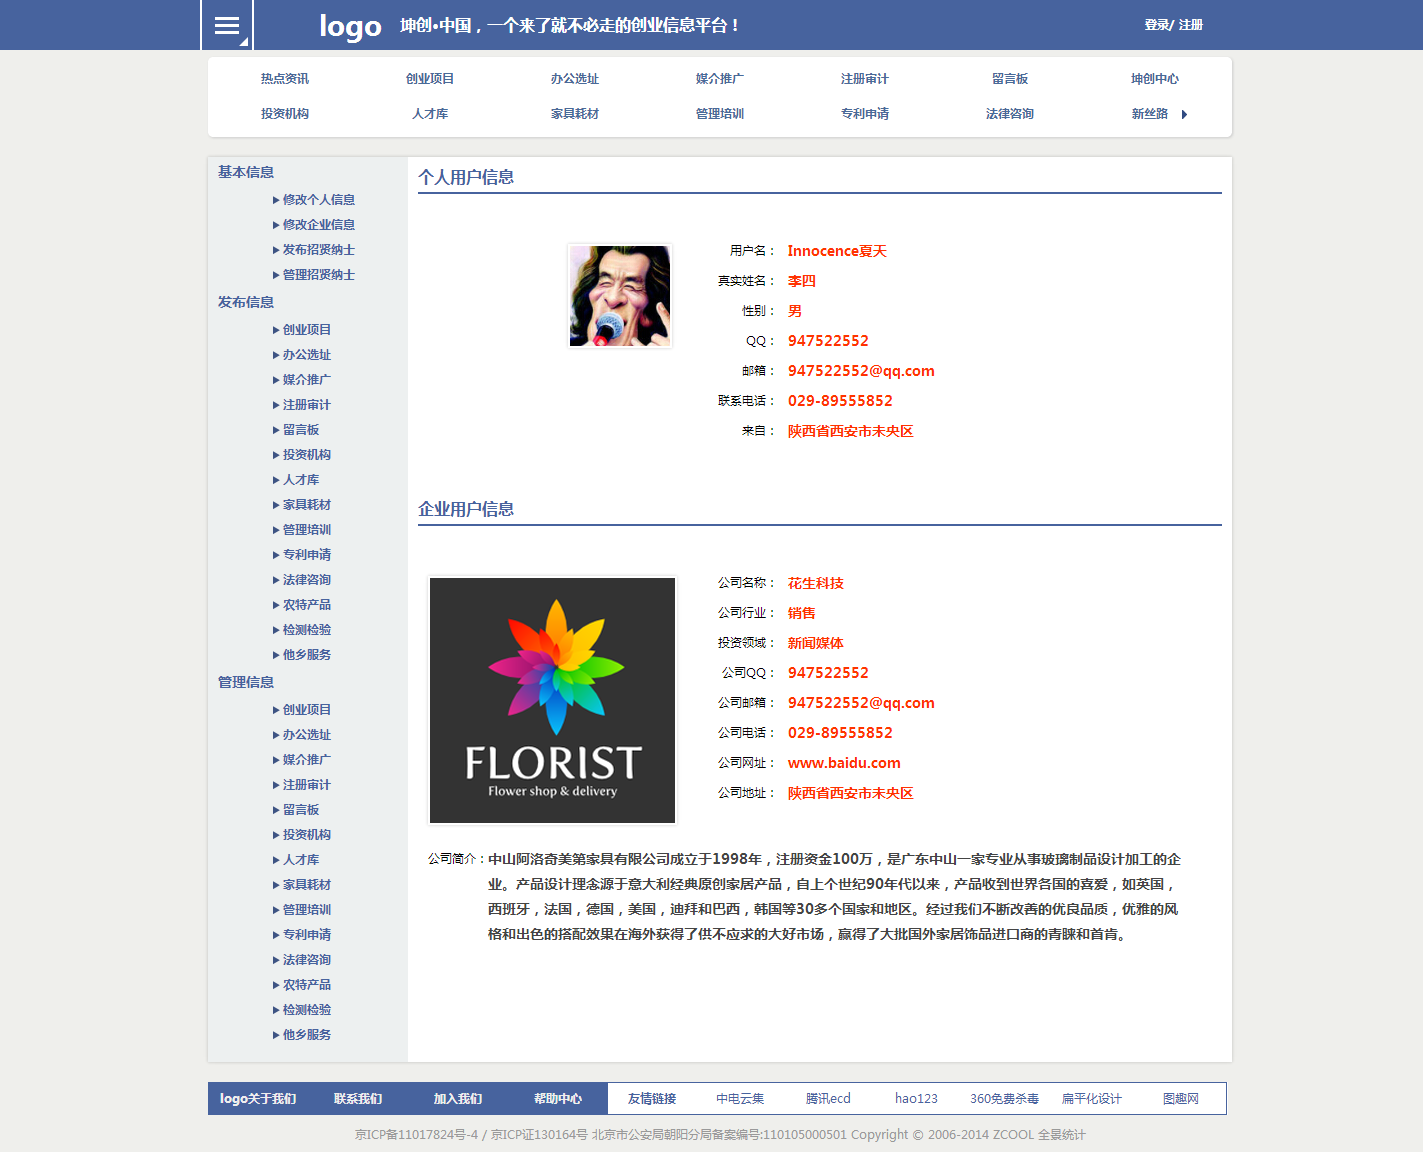 logo 坤创•中国，一个来了就不必走的创业信息平台！ 登录/ 注册
热点资讯 创业项目 办公选址 媒介推广 注册审计 留言板 坤创中心
投资机构 人才库 家具耗材 管理培训 专利申请 法律咨询 新丝路
基本信息
修改个人信息
修改企业信息
发布招贤纳士
管理招贤纳士
发布信息
创业项目
办公选址
媒介推广
注册审计
留言板
投资机构
人才库
家具耗材
管理培训
专利申请
法律咨询
农特产品
检测检验
他乡服务
管理信息
创业项目
办公选址
媒介推广
注册审计
留言板
投资机构
人才库
家具耗材
管理培训
专利申请
法律咨询
农特产品
检测检验
他乡服务
个人用户信息
用户名： Innocence夏天
真实姓名： 李四
性别： 男
QQ： 947522552
邮箱： 947522552@qq.com
联系电话： 029-89555852
来自： 陕西省西安市未央区
企业用户信息
FLORIST
Flower shop & delivery
公司名称： 花生科技
公司行业： 销售
投资领域： 新闻媒体
公司QQ： 947522552
公司邮箱： 947522552@qq.com
公司电话： 029-89555852
公司网址： www.baidu.com
公司地址： 陕西省西安市未央区
公司简介：中山阿洛奇美第家具有限公司成立于1998年，注册资金100万，是广东中山一家专业从事玻璃制品设计加工的企
业。产品设计理念源于意大利经典原创家居产品，自上个世纪90年代以来，产品收到世界各国的喜爱，如英国，
西班牙，法国，德国，美国，迪拜和巴西，韩国等30多个国家和地区。经过我们不断改善的优良品质，优雅的风
格和出色的搭配效果在海外获得了供不应求的大好市场，赢得了大批国外家居饰品进口商的青睐和首肯。
logo关于我们 联系我们 加入我们 帮助中心 友情链接 中电云集 腾讯ecd hao123 360免费杀毒 扁平化设计 图趣网
京ICP备11017824号-4 / 京ICP证130164号 北京市公安局朝阳分局备案编号:110105000501 Copyright © 2006-2014 ZCOOL 全景统计